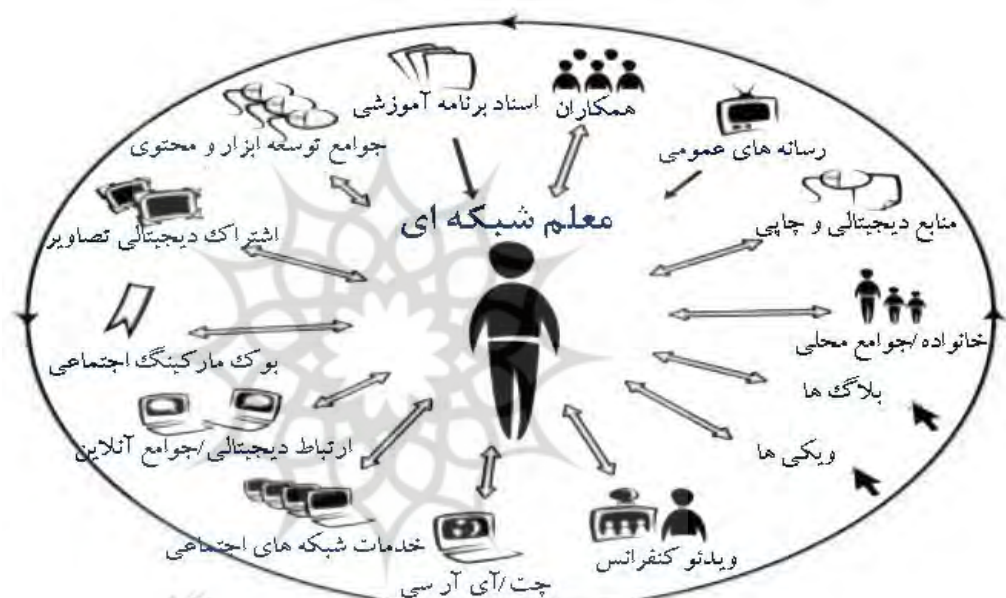 همکاران
اسناد برنامه آموزشی
رسانه های عمومی
جوامع توسعه ابزار و محتوی
منابع دیجیتالی و چاپی
معلم شبکه ای
اشتراک دیجیتالی تصاویر
خانواده/جوامع محلی
بوک مارکینگ اجتماعی
بلاگ ها
ارتباط دیجیتالی/جوامع آنلاین
ویکی ها
خدمات شبکه های اجتماعی
ویدئو کنفرانس
چت/آی آر سی